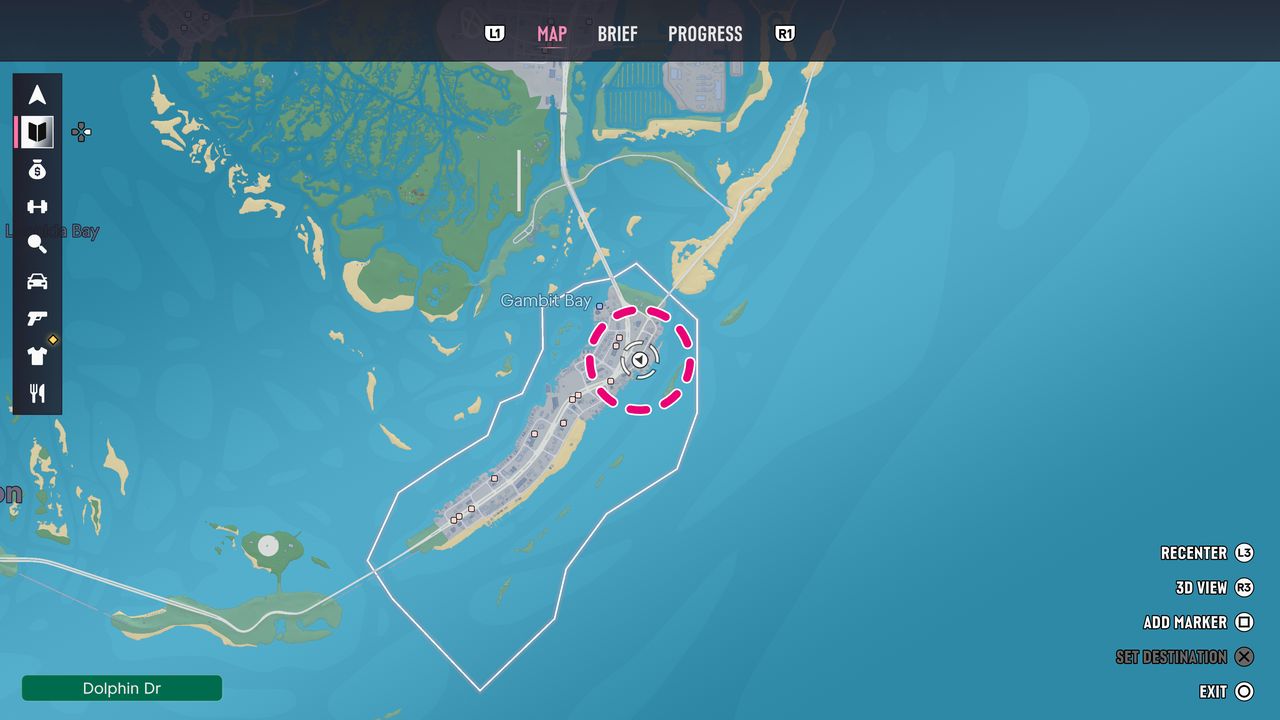 L1 MAP BRIEF PROGRESS R1
Gambit Bay
RECENTER L3
3D VIEW R3
ADD MARKER
SET DESTINATION
EXIT
Dolphin Dr